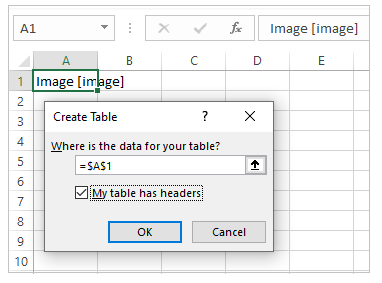 A1 fx Image [image]
A B C D E
1 Image [image]
2
3 Create Table ? ×
4 Where is the data for your table?
5 =$A$1
6
7 My table has headers
8
9 OK Cancel
10